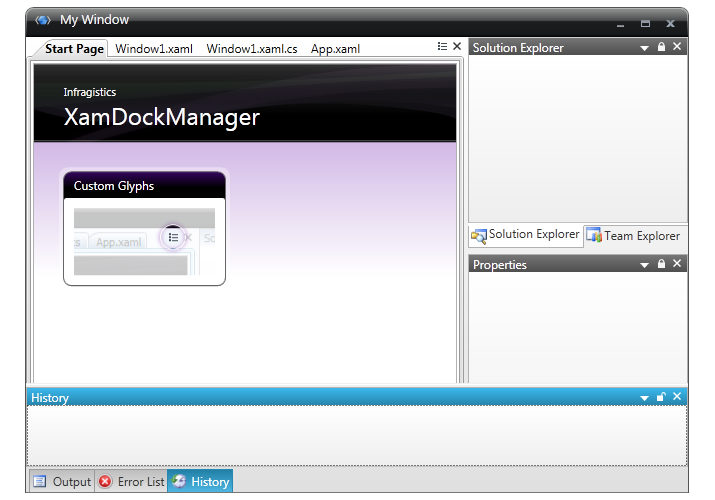 My Window
Start Page Window1.xaml Window1.xaml.cs App.xaml
Solution Explorer
Infragistics
XamDockManager
Custom Glyphs
cs App.xaml So
Solution Explorer Team Explorer
Properties
History
Output Error List History